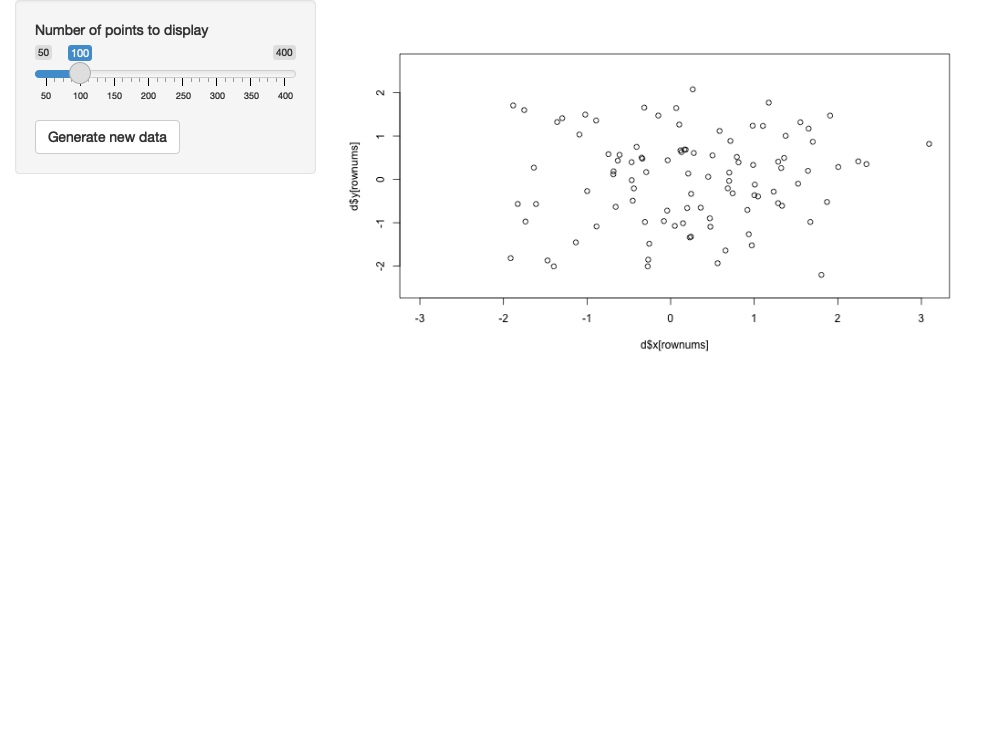 Number of points to display
50 100 400
50 100 150 200 250 300 350 400
Generate new data
d$y[rownums]
2
1
0
-1
-2
-3 -2 -1 0 1 2 3
d$x[rownums]